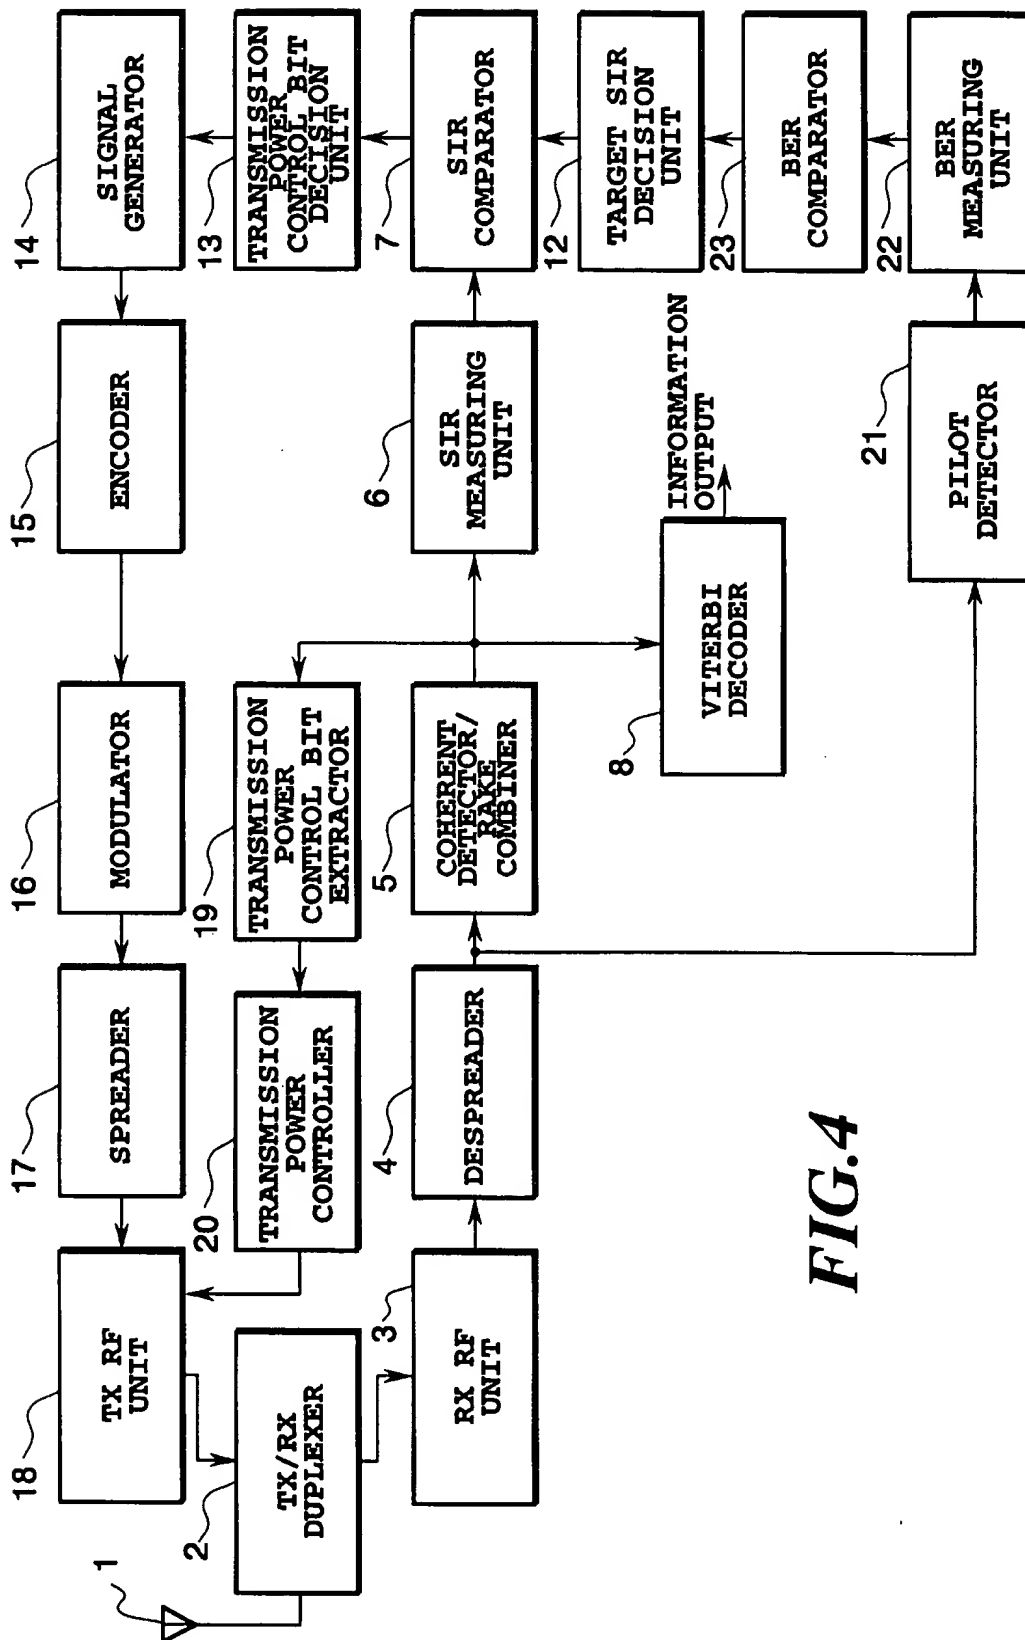 1
2
TX/RX
DUPLEXER
18
TX RF
UNIT
17
SPREADER
16
MODULATOR
15
ENCODER
14
SIGNAL
GENERATOR
20
TRANSMISSION
POWER
CONTROLLER
19
TRANSMISSION
POWER
CONTROL BIT
EXTRACTOR
13
TRANSMISSION
POWER
CONTROL BIT
DECISION
UNIT
3
RX RF
UNIT
4
DESPREADER
5
COHERENT
DETECTOR/
RAKE
COMBINER
6
SIR
MEASURING
UNIT
7
SIR
COMPARATOR
12
TARGET SIR
DECISION
UNIT
8
VITERBI
DECODER
INFORMATION
OUTPUT
23
BER
COMPARATOR
21
PILOT
DETECTOR
22
BER
MEASURING
UNIT
FIG.4